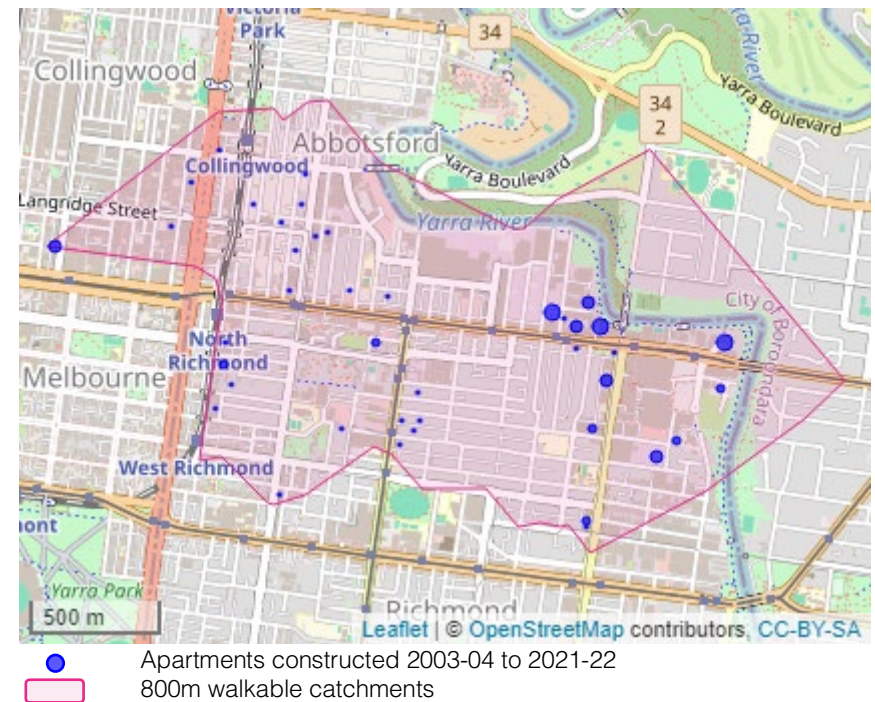 Victoria
Park
34
Collingwood
34
2
Yarra Boulevard
Yarra River
Abbotsford
Collingwood
Yarra Boulevard
Langridge Street
Yarra River
City of Boroondara
North
Richmond
Melbourne
West Richmond
mont
Yarra Park
500 m
Richmond
Leaflet | © OpenStreetMap contributors, CC-BY-SA
Apartments constructed 2003-04 to 2021-22
800m walkable catchments